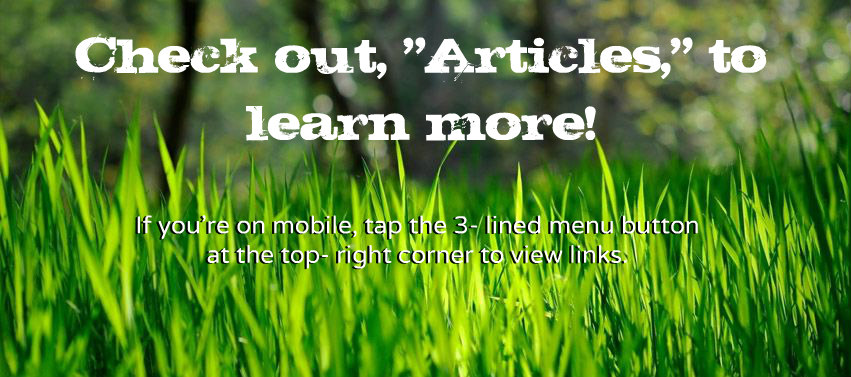 Check out, ”Articles,” to
learn more!
If you’re on mobile, tap the 3- lined menu button
at the top- right corner to view links.